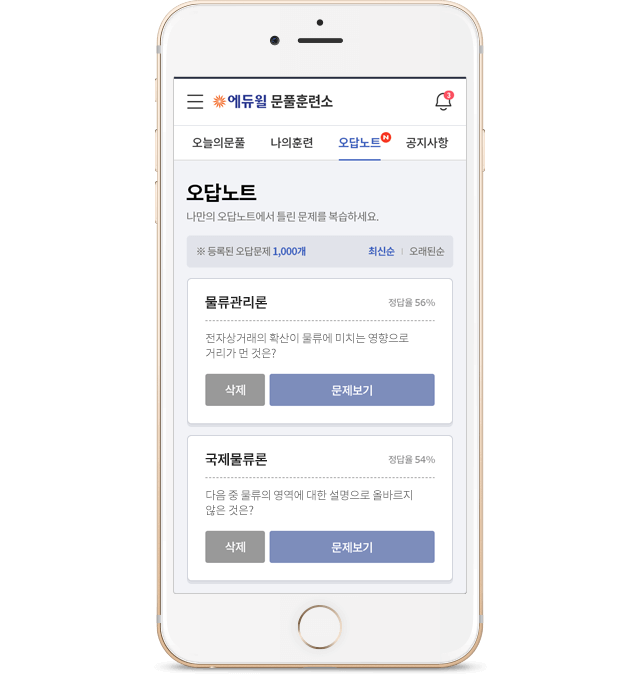 에듀윌 문풀훈련소
3
오늘의문풀 나의훈련 오답노트 N 공지사항
오답노트
나만의 오답노트에서 틀린 문제를 복습하세요.
※ 등록된 오답문제 1,000개 최신순 | 오래된순
물류관리론 정답율 56%
전자상거래의 확산이 물류에 미치는 영향으로
거리가 먼 것은?
삭제 문제보기
국제물류론 정답율 54%
다음 중 물류의 영역에 대한 설명으로 올바르지
않은 것은?
삭제 문제보기